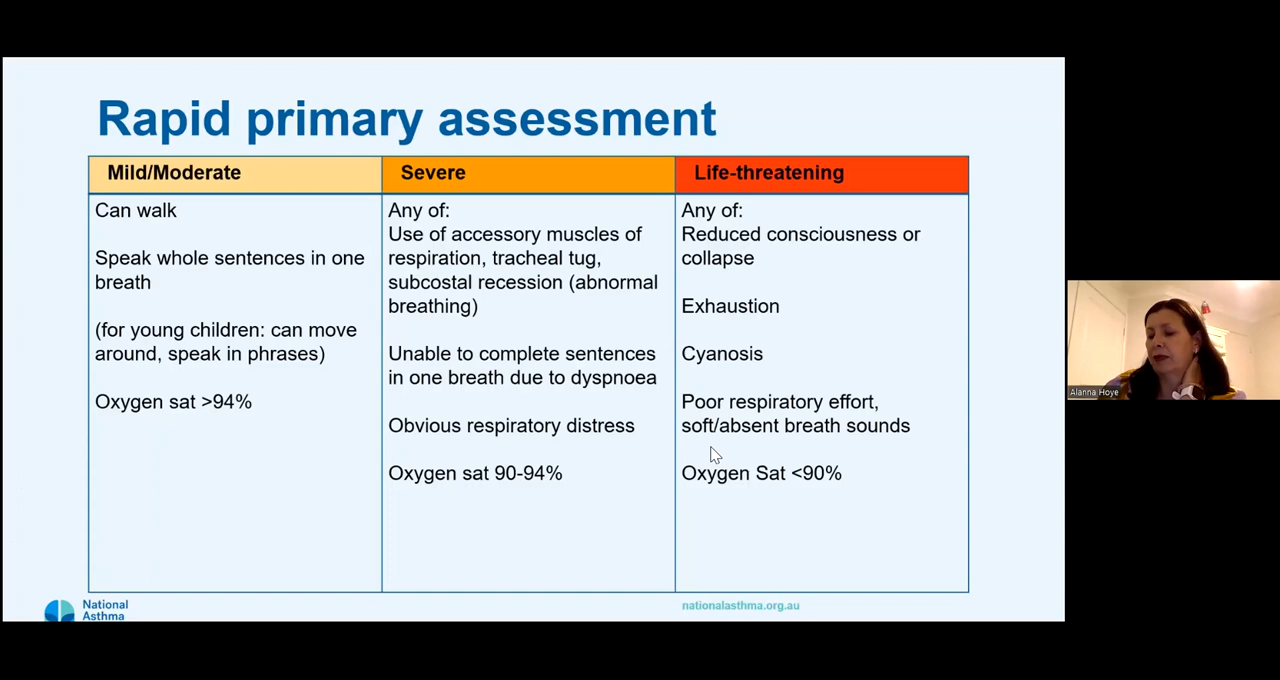 Rapid primary assessment
Mild/Moderate
Can walk
Speak whole sentences in one
breath
(for young children: can move
around, speak in phrases)
Oxygen sat >94%
Severe
Any of:
Use of accessory muscles of
respiration, tracheal tug,
subcostal recession (abnormal
breathing)
Unable to complete sentences
in one breath due to dyspnoea
Obvious respiratory distress
Oxygen sat 90-94%
Life-threatening
Any of:
Reduced consciousness or
collapse
Exhaustion
Cyanosis
Poor respiratory effort,
soft/absent breath sounds
Oxygen Sat <90%
National
Asthma
nationalasthma.org.au
Alanna Hoye